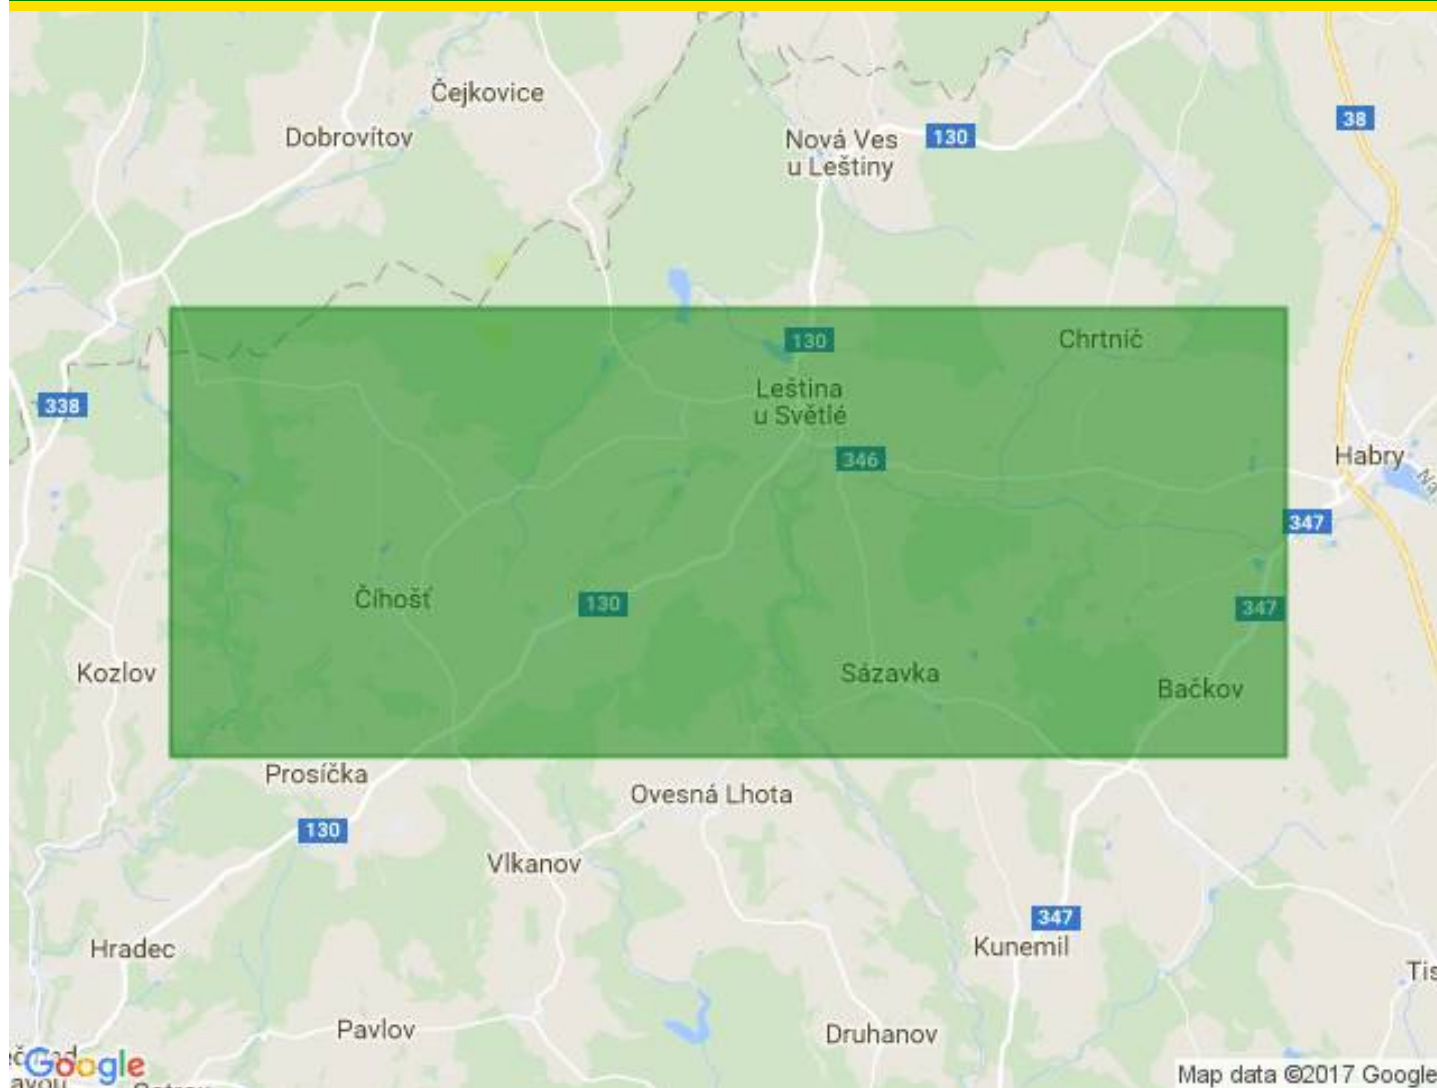 Čejkovice
Dobrovítov
Nová Ves
u Leštiny
130
38
130
Chrtníč
Leština
u Světlé
338
346
Habry
347
Číhošť
130
347
Kozlov
Sázavka
Bačkov
Prosíčka
Ovesná Lhota
130
Vlkanov
347
Hradec
Kunemil
Tis
Pavlov
Druhanov
Google
Map data ©2017 Google